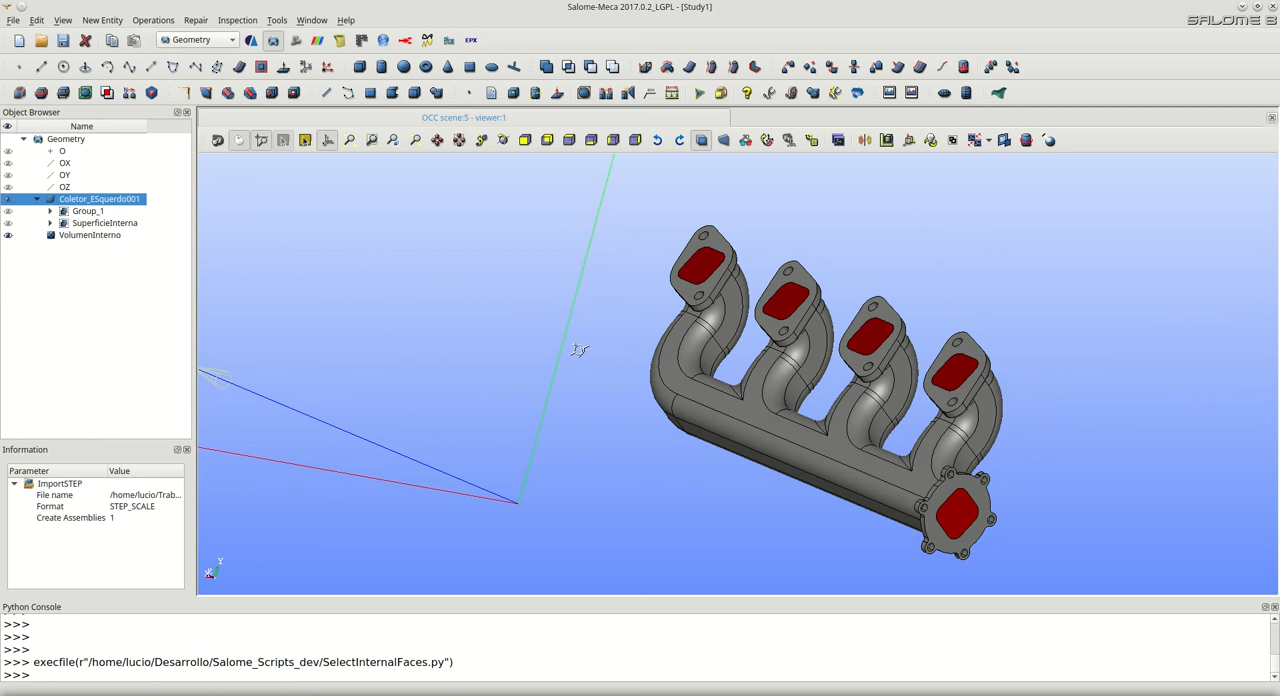 Salome-Meca 2017.0.2_LGPL - [Study1]
File Edit View New Entity Operations Repair Inspection Tools Window Help
SALOME 8
Geometry
EPX
Object Browser
OCC scene:5 - viewer:1
Name
Geometry
O
OX
OY
OZ
Coletor_ESquerdo001
Group_1
SuperficieInterna
VolumenInterno
Information
Parameter Value
ImportSTEP
File name /home/lucio/Trab...
Format STEP_SCALE
Create Assemblies 1
Y
Python Console
>>>
>>>
>>>
>>> execfile(r"/home/lucio/Desarrollo/Salome_Scripts_dev/SelectInternalFaces.py")
>>>